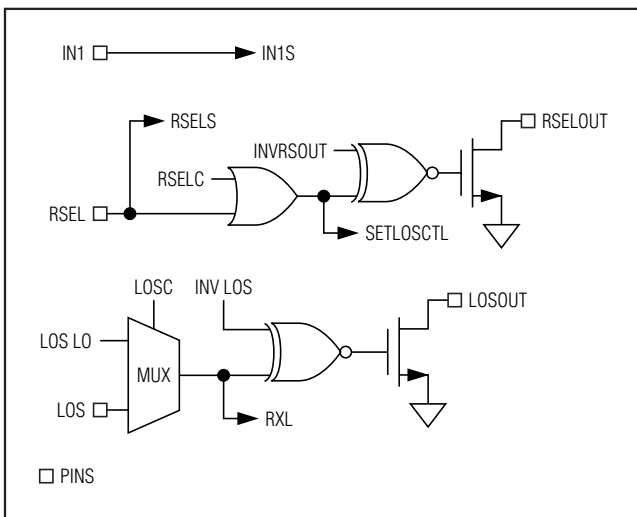 IN1
IN1S
RSELS
RSELOUT
INVRSOUT
RSELC
RSEL
SETLOSCTL
LOSC
INV LOS
LOSOUT
LOS LO
MUX
LOS
RXL
PINS